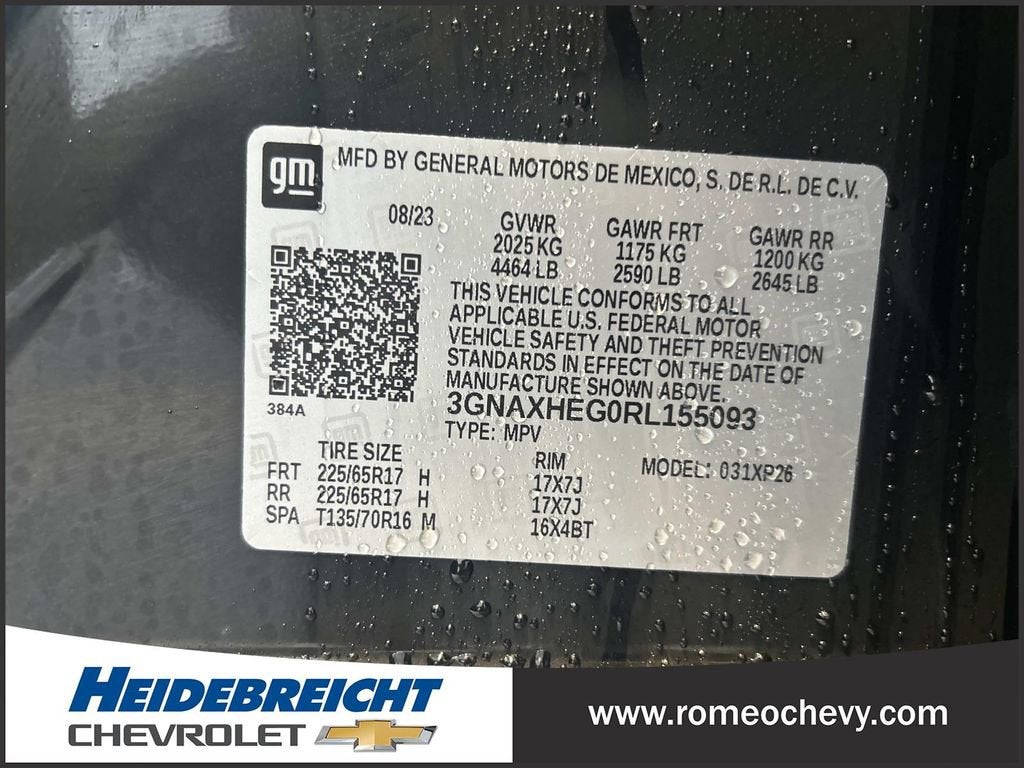 gm
MFD BY GENERAL MOTORS DE MEXICO, S. DE R.L. DE C.V.
08/23
GVWR GAWR FRT GAWR RR
2025 KG 1175 KG 1200 KG
4464 LB 2590 LB 2645 LB
THIS VEHICLE CONFORMS TO ALL
APPLICABLE U.S. FEDERAL MOTOR
VEHICLE SAFETY AND THEFT PREVENTION
STANDARDS IN EFFECT ON THE DATE OF
MANUFACTURE SHOWN ABOVE.
384A
3GNAXHEG0RL155093
TYPE: MPV
TIRE SIZE RIM MODEL: 031XP26
FRT 225/65R17 H 17X7J
RR 225/65R17 H 17X7J
SPA T135/70R16 M 16X4BT
HEIDEBREICHT
CHEVROLET
www.romeochevy.com